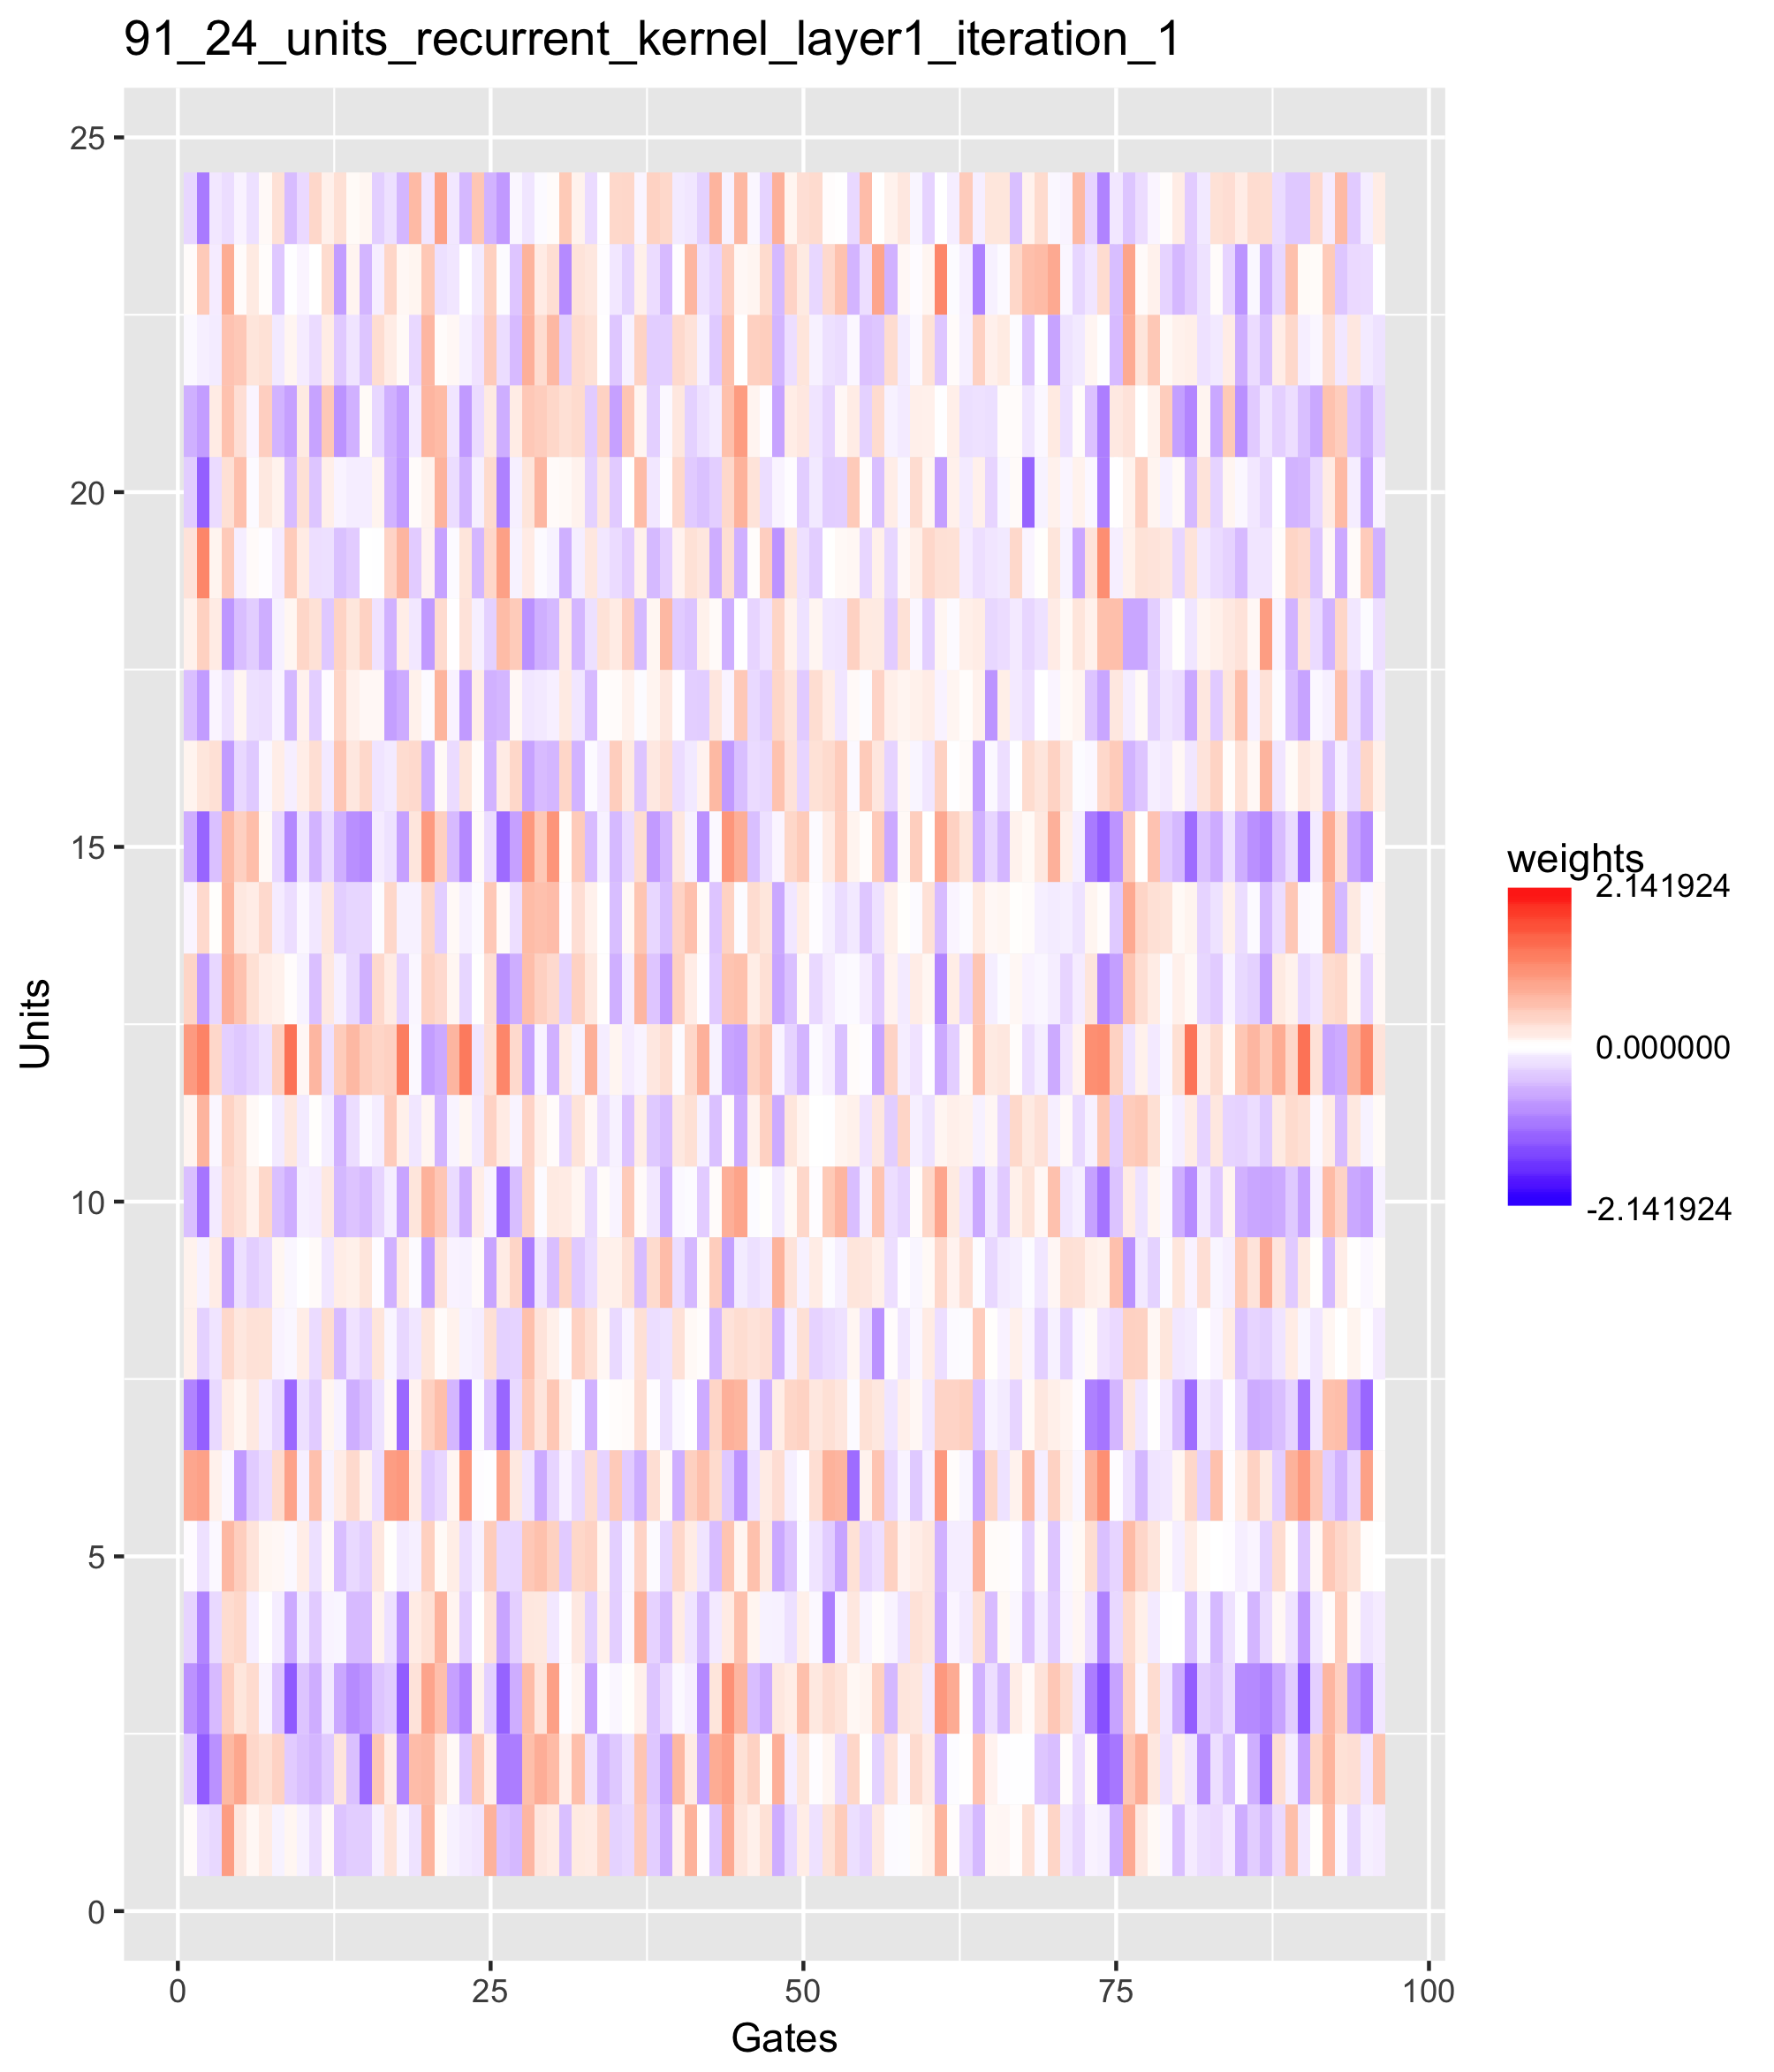 91_24_units_recurrent_kernel_layer1_iteration_1
25
20
15
10
5
0
Units
0 25 50 75 100
Gates
weights
2.141924
0.000000
-2.141924